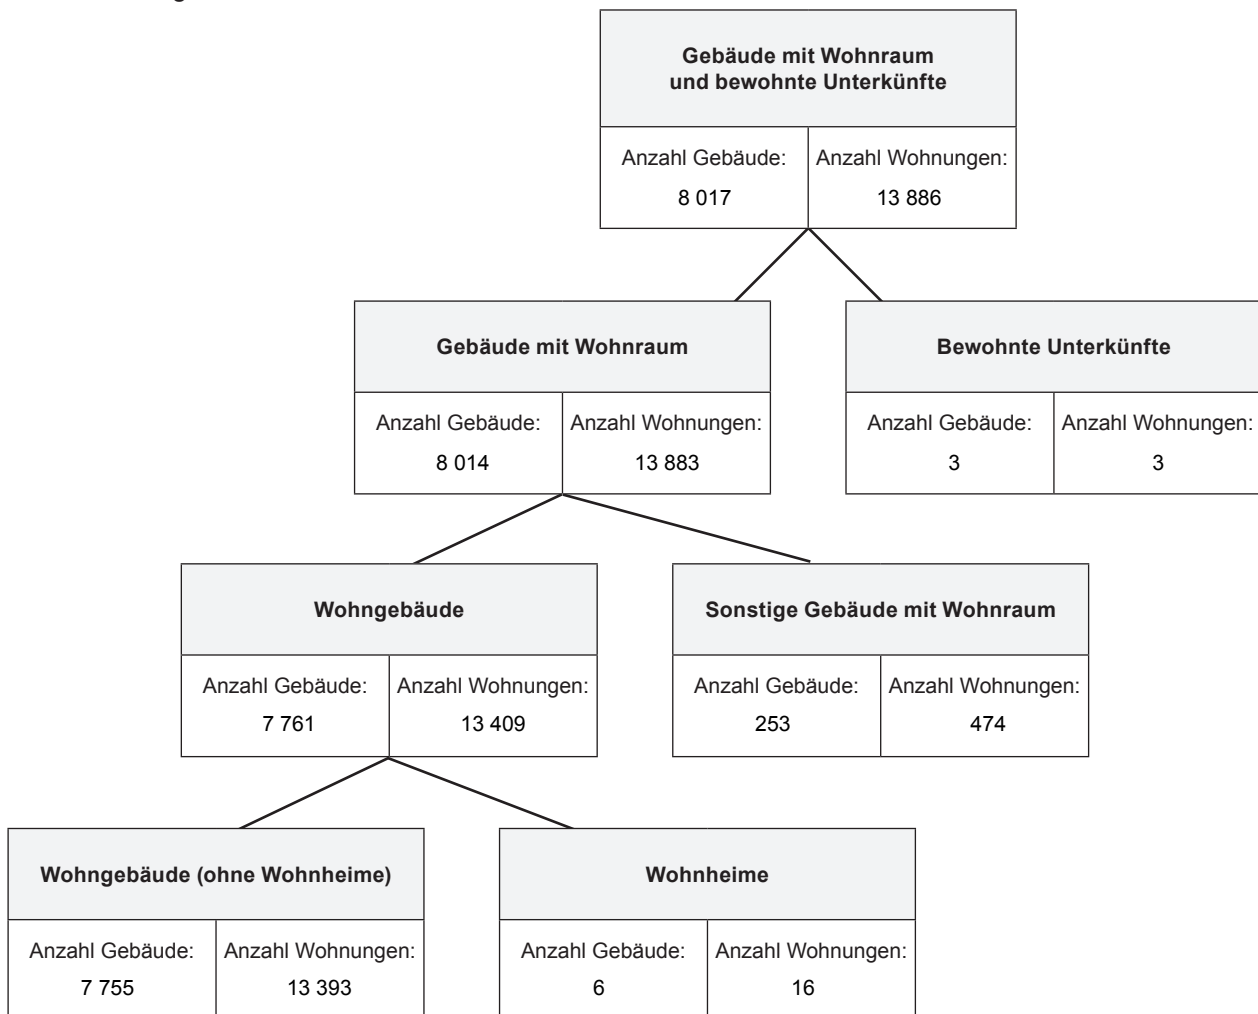 Gebäude mit Wohnraum
und bewohnte Unterkünfte
Anzahl Gebäude: Anzahl Wohnungen:
8 017 13 886
Gebäude mit Wohnraum Bewohnte Unterkünfte
Anzahl Gebäude: Anzahl Wohnungen: Anzahl Gebäude: Anzahl Wohnungen:
8 014 13 883 3 3
Wohngebäude Sonstige Gebäude mit Wohnraum
Anzahl Gebäude: Anzahl Wohnungen: Anzahl Gebäude: Anzahl Wohnungen:
7 761 13 409 253 474
Wohngebäude (ohne Wohnheime) Wohnheime
Anzahl Gebäude: Anzahl Wohnungen: Anzahl Gebäude: Anzahl Wohnungen:
7 755 13 393 6 16